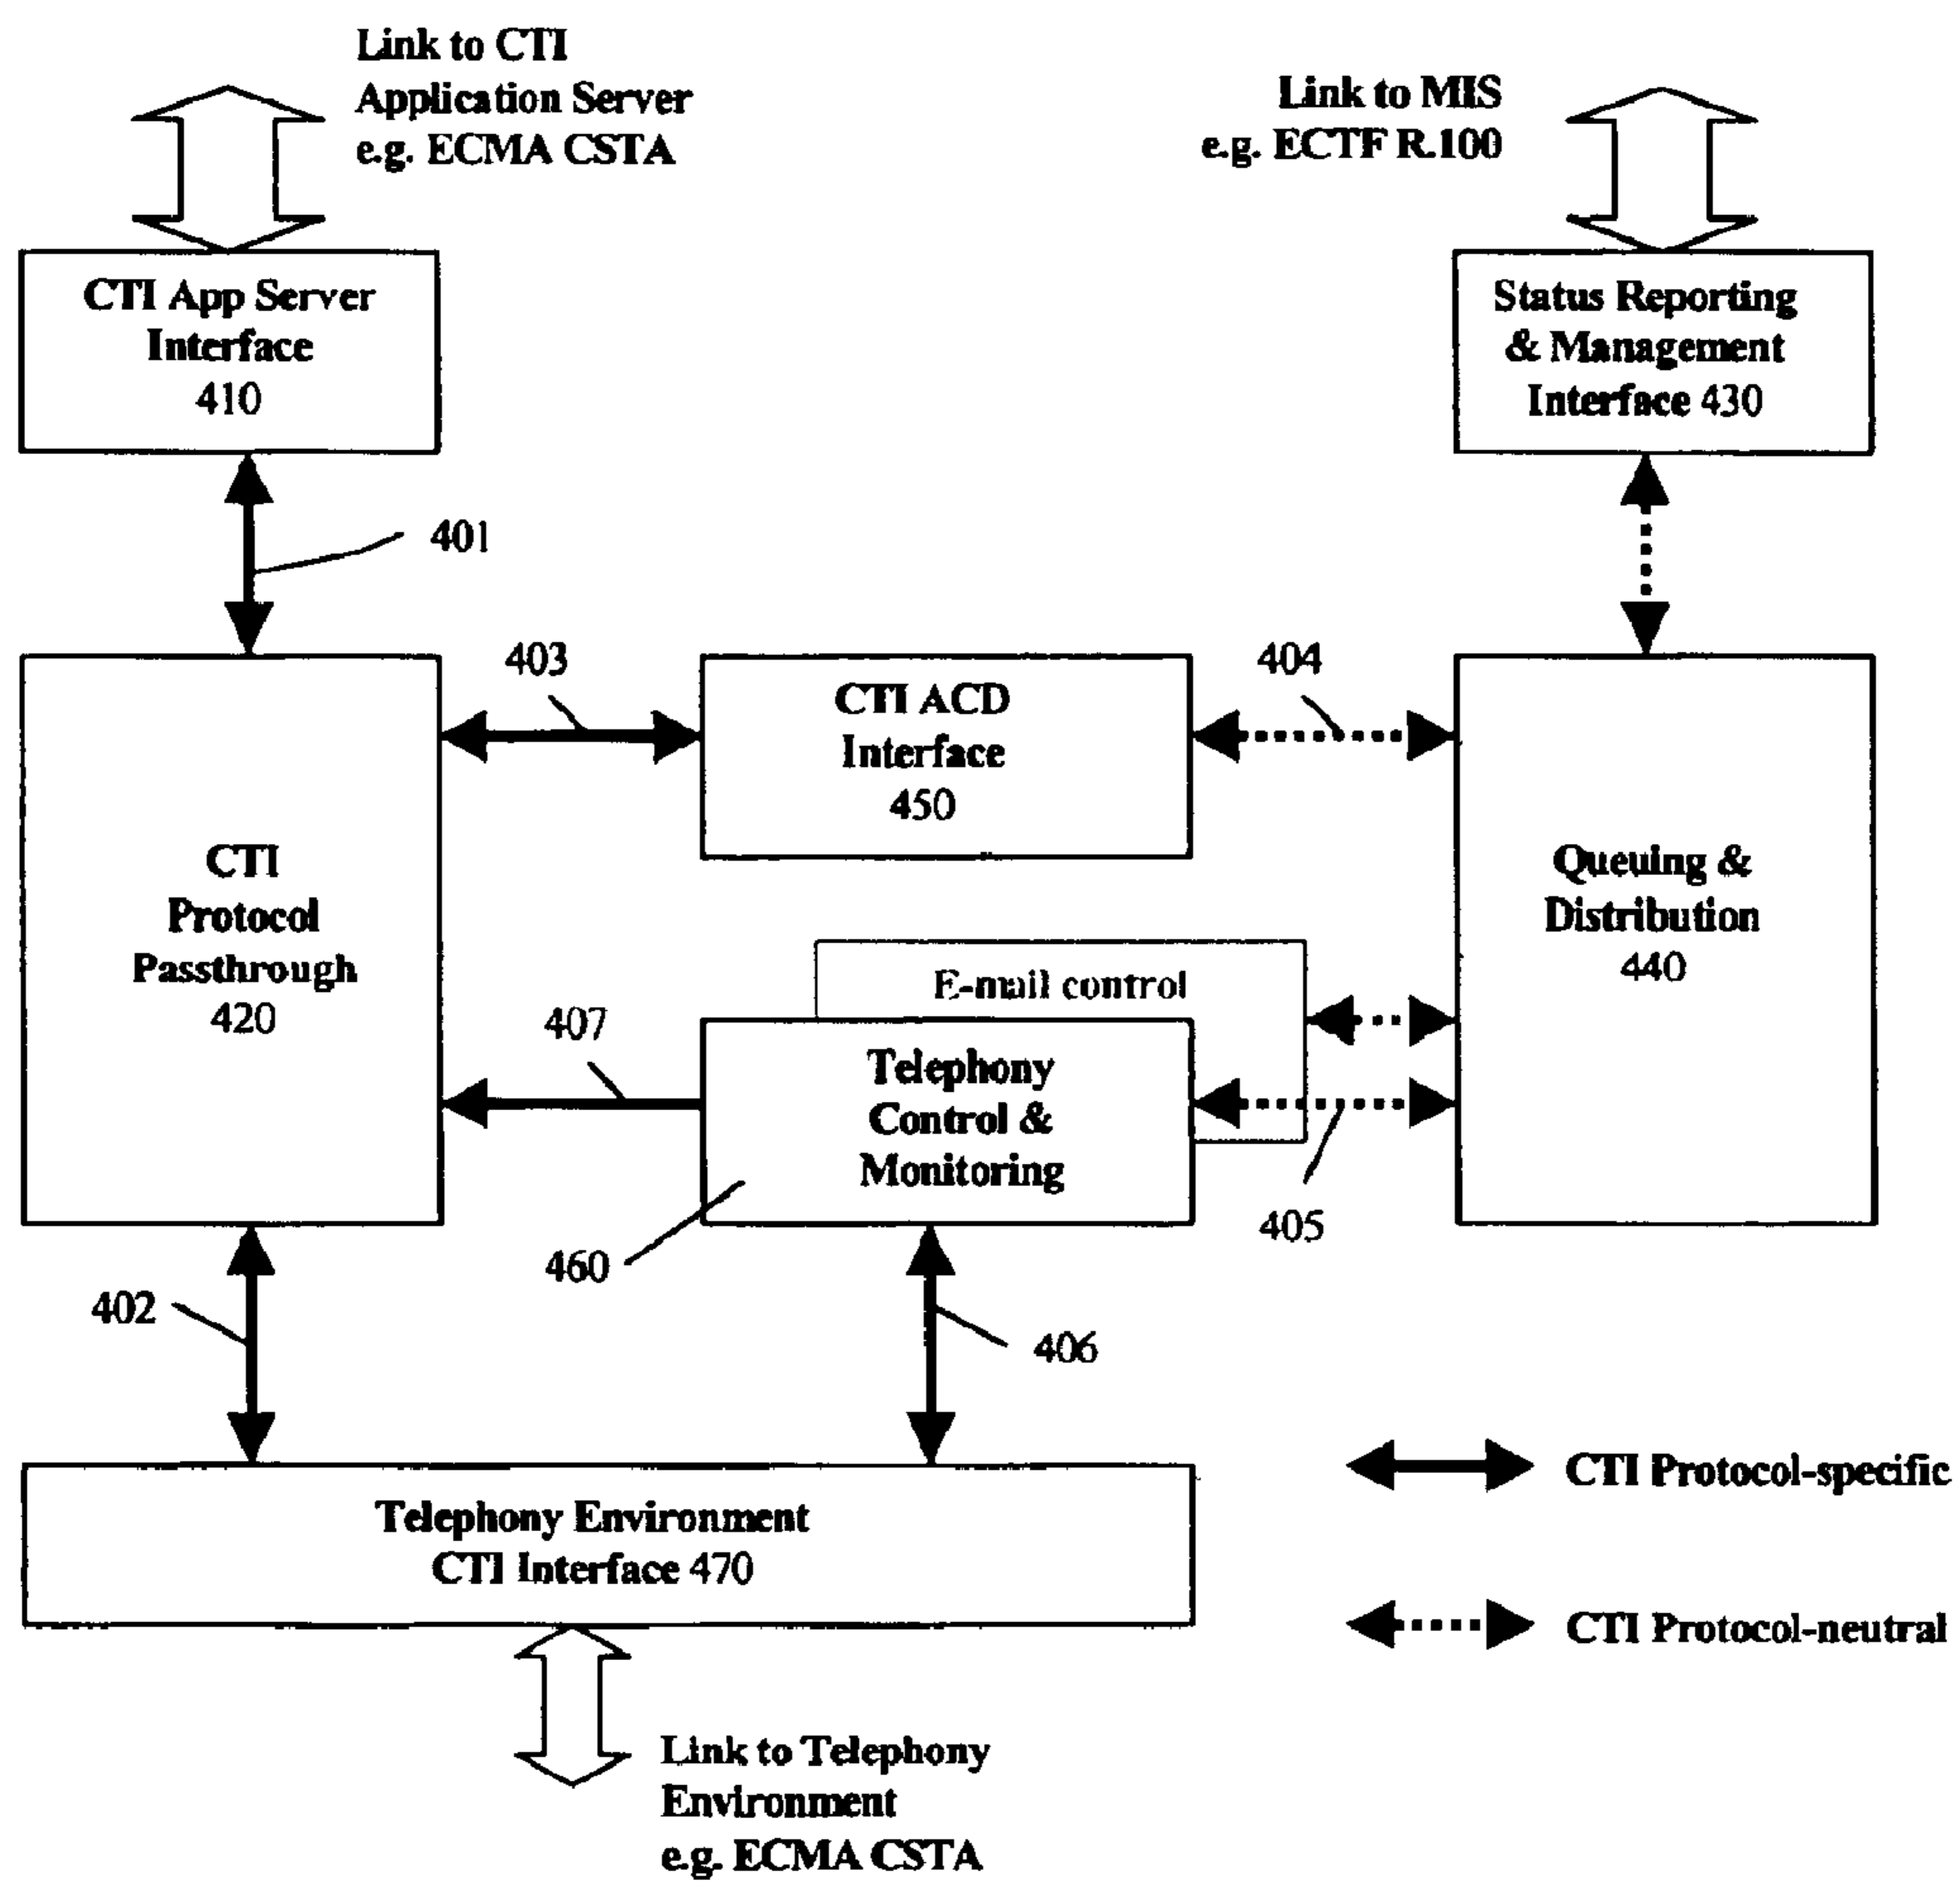 Link to CTI
Application Server
e.g. ECMA CSTA
Link to MIS
e.g. ECTF R.100
CTI App Server
Interface
410
Status Reporting
& Management
Interface 430
401
403
404
CTI ACD
Interface
450
CTI
Protocol
Passthrough
420
Queuing &
Distribution
440
E-mail control
407
Telephony
Control &
Monitoring
405
460
402
406
CTI Protocol-specific
Telephony Environment
CTI Interface 470
CTI Protocol-neutral
Link to Telephony
Environment
e.g. ECMA CSTA